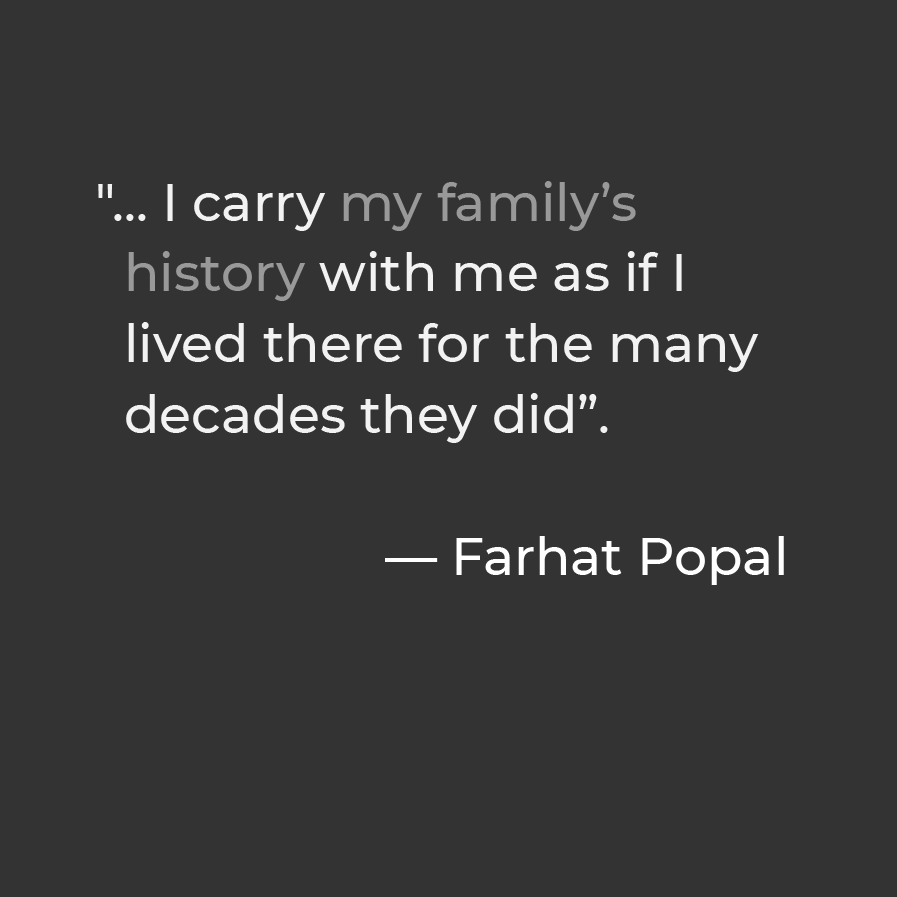 "... I carry my family’s
history with me as if I
lived there for the many
decades they did”.
— Farhat Popal